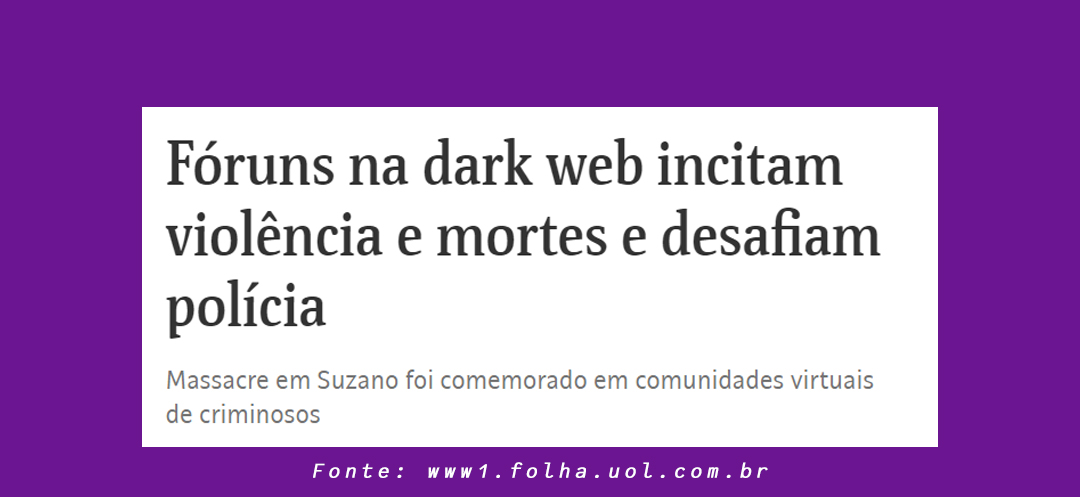 Fóruns na dark web incitam
violência e mortes e desafiam
polícia
Massacre em Suzano foi comemorado em comunidades virtuais
de criminosos
Fonte: www1.folha.uol.com.br